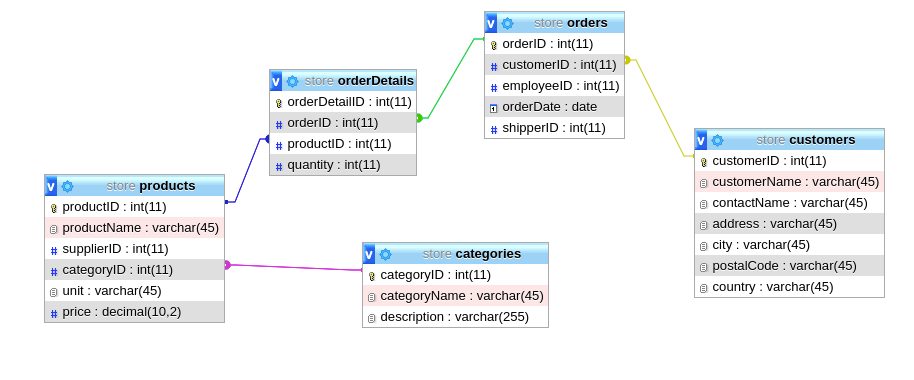 v store orders
orderID : int(11)
customerID : int(11)
employeeID : int(11)
orderDate : date
shipperID : int(11)
v store orderDetails
orderDetailID : int(11)
orderID : int(11)
productID : int(11)
quantity : int(11)
v store customers
customerID : int(11)
customerName : varchar(45)
contactName : varchar(45)
address : varchar(45)
city : varchar(45)
postalCode : varchar(45)
country : varchar(45)
v store products
productID : int(11)
productName : varchar(45)
supplierID : int(11)
categoryID : int(11)
unit : varchar(45)
price : decimal(10,2)
v store categories
categoryID : int(11)
categoryName : varchar(45)
description : varchar(255)